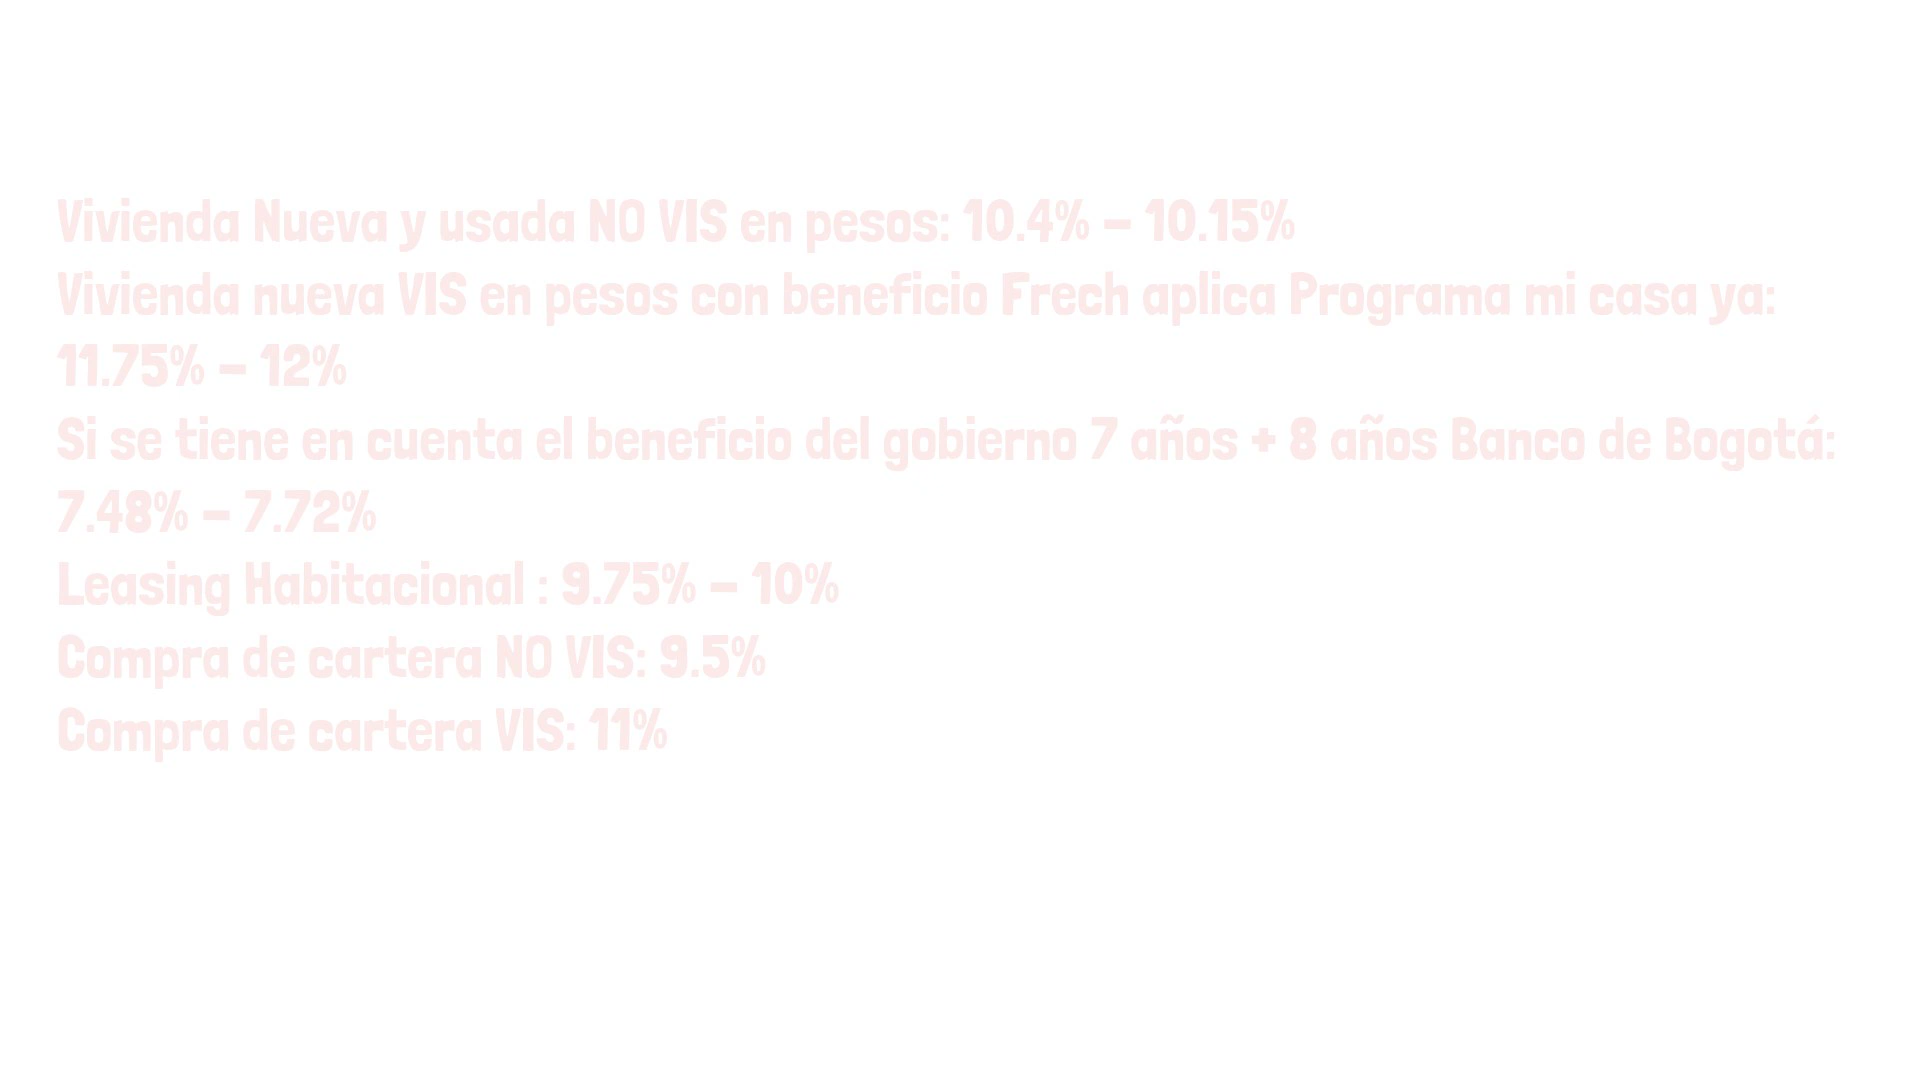 Vivienda Nueva y usada NO VIS en pesos: 10.4% – 10.15%
Vivienda nueva VIS en pesos con beneficio Frech aplica Programa mi casa ya:
11.75% – 12%
Si se tiene en cuenta el beneficio del gobierno 7 años + 8 años Banco de Bogotá:
7.48% – 7.72%
Leasing Habitacional : 9.75% – 10%
Compra de cartera NO VIS: 9.5%
Compra de cartera VIS: 11%